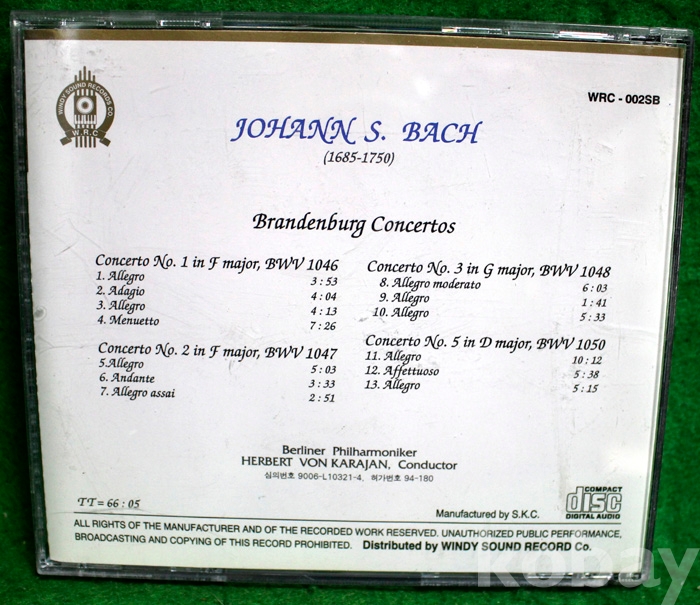 WINDY SOUND RECORDS CO.
W.R.C
WRC - 002SB
JOHANN S. BACH
(1685-1750)
Brandenburg Concertos
Concerto No. 1 in F major, BWV 1046
1. Allegro 3 : 53
2. Adagio 4 : 04
3. Allegro 4 : 13
4. Menuetto 7 : 26
Concerto No. 2 in F major, BWV 1047
5.Allegro 5 : 03
6. Andante 3 : 33
7. Allegro assai 2 : 51
Concerto No. 3 in G major, BWV 1048
8. Allegro moderato 6 : 03
9. Allegro 1 : 41
10. Allegro 5 : 33
Concerto No. 5 in D major, BWV 1050
11. Allegro 10 : 12
12. Affettuoso 5 : 38
13. Allegro 5 : 15
Berliner Philharmoniker
HERBERT VON KARAJAN, Conductor
심의번호 9006-L10321-4, 허가번호 94-180
TT = 66 : 05
Manufactured by S.K.C.
COMPACT
disc
DIGITAL AUDIO
ALL RIGHTS OF THE MANUFACTURER AND OF THE RECORDED WORK RESERVED. UNAUTHORIZED PUBLIC PERFORMANCE,
BROADCASTING AND COPYING OF THIS RECORD PROHIBITED. Distributed by WINDY SOUND RECORD Co.
kobay